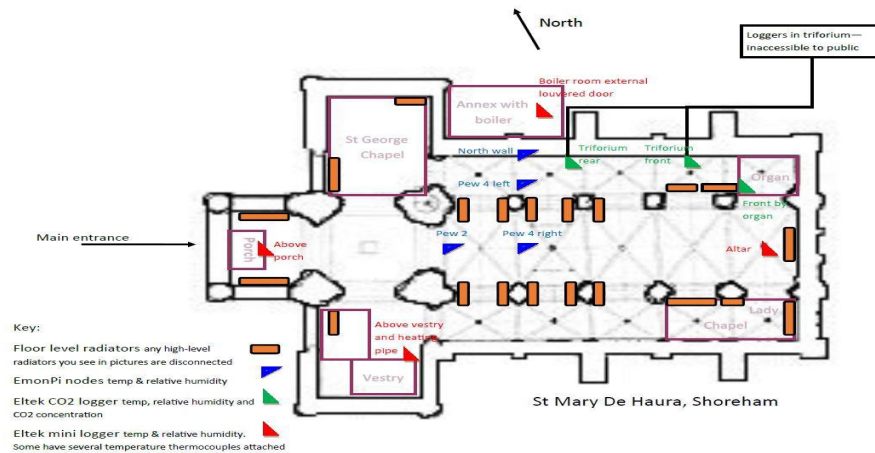 North
Loggers in triforium—
Inaccessible to public
Boiler room external
louvered door
Annex with
boiler
St George
Chapel
North wall
Triforium
rear
Triforium
front
Pew 4 left
Organ
Front by
organ
Main entrance
Porch
Above
porch
Pew 2
Pew 4 right
Altar
Lady
Chapel
Above vestry
and heating
pipe
Vestry
St Mary De Haura, Shoreham
Key:
Floor level radiators any high-level
radiators you see in pictures are disconnected
EmonPi nodes temp & relative humidity
Eltek CO2 logger temp, relative humidity and
CO2 concentration
Eltek mini logger temp & relative humidity.
Some have several temperature thermocouples attached